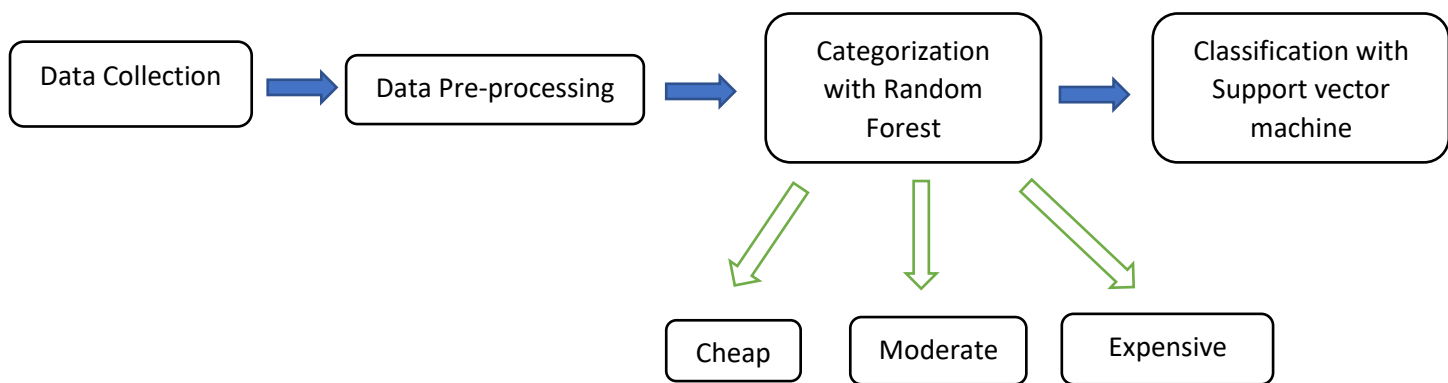 Data Collection
Data Pre-processing
Categorization
with Random
Forest
Classification with
Support vector
machine
Cheap
Moderate
Expensive